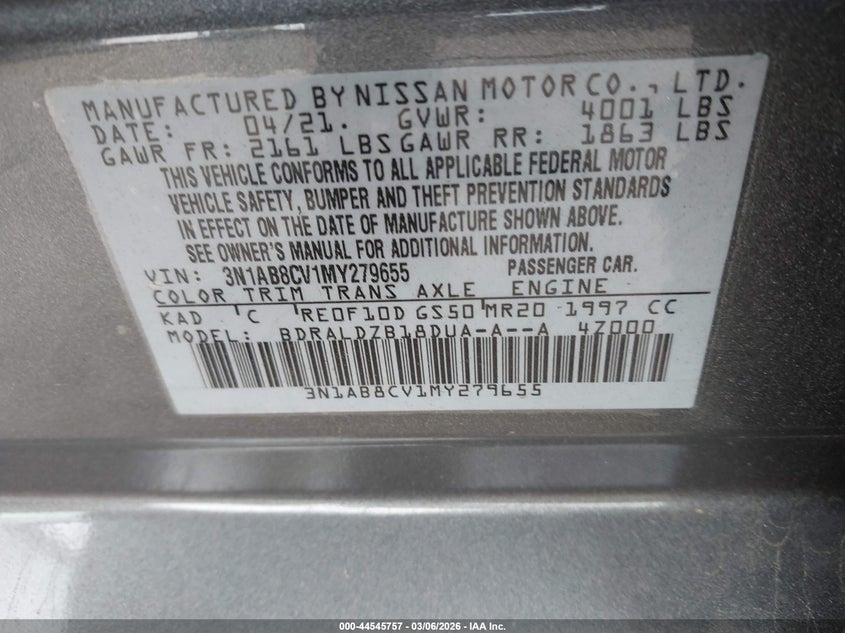 MANUFACTURED BY NISSAN MOTOR CO., LTD.
DATE: 04/21. GVWR: 4001 LBS
GAWR FR: 2161 LBS GAWR RR: 1863 LBS
THIS VEHICLE CONFORMS TO ALL APPLICABLE FEDERAL MOTOR
VEHICLE SAFETY, BUMPER AND THEFT PREVENTION STANDARDS
IN EFFECT ON THE DATE OF MANUFACTURE SHOWN ABOVE.
SEE OWNER'S MANUAL FOR ADDITIONAL INFORMATION.
VIN: 3N1AB8CV1MY279655 PASSENGER CAR.
COLOR TRIM TRANS AXLE ENGINE
KAD C RE0F10D GS50 MR20 1997 CC
MODEL: BDRALDZB18DUA-A--A 4Z000
3N1AB8CV1MY279655
000-44545757 - 03/06/2026 - IAA Inc.